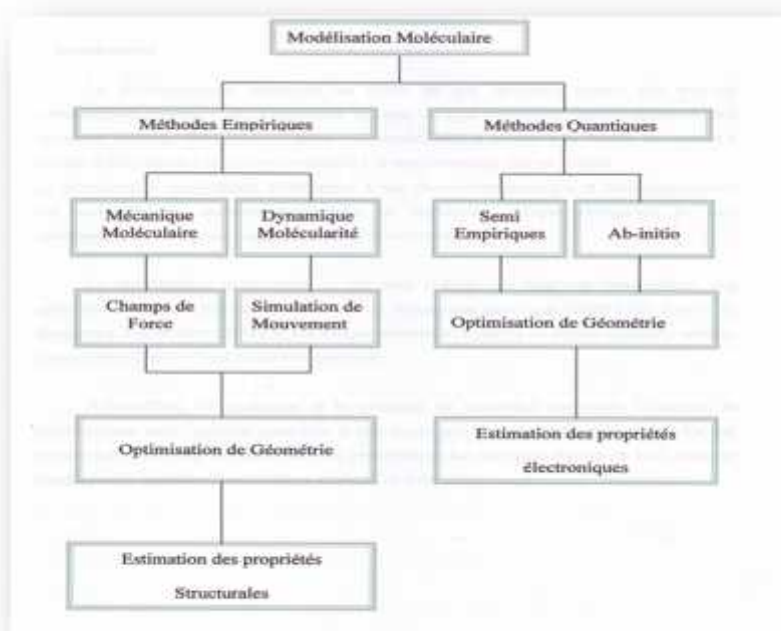 Modélisation Moléculaire
Méthodes Empiriques
Méthodes Quantiques
Mécanique
Moléculaire
Dynamique
Molécularité
Semi
Empiriques
Ab-initio
Champs de
Force
Simulation de
Mouvement
Optimisation de Géométrie
Optimisation de Géométrie
Estimation des propriétés
électroniques
Estimation des propriétés
Structurales